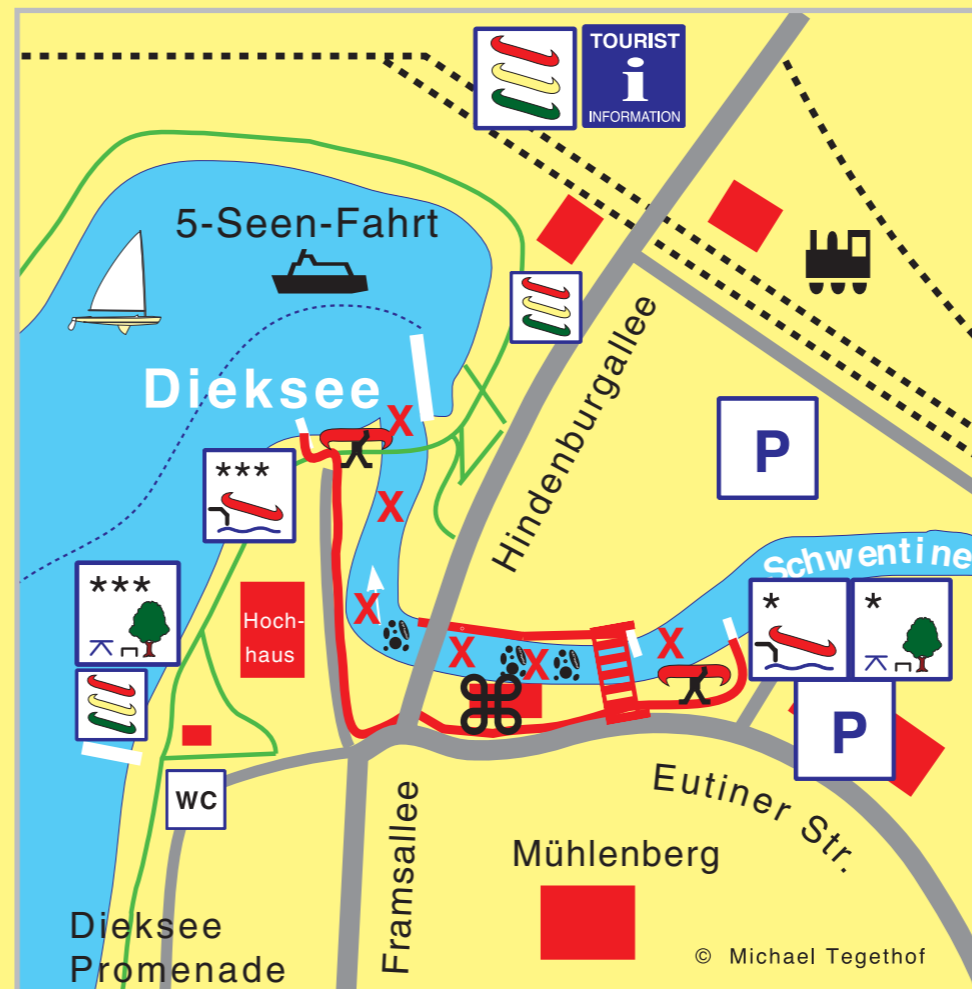 TOURIST
i
INFORMATION
5-Seen-Fahrt
Dieksee
Hindenburgallee
P
Schwentine
***
***
*
*
Hoch-
haus
X
X
X
X
X
X
P
WC
Eutiner Str.
Framsallee
Mühlenberg
Dieksee
Promenade
© Michael Tegethof